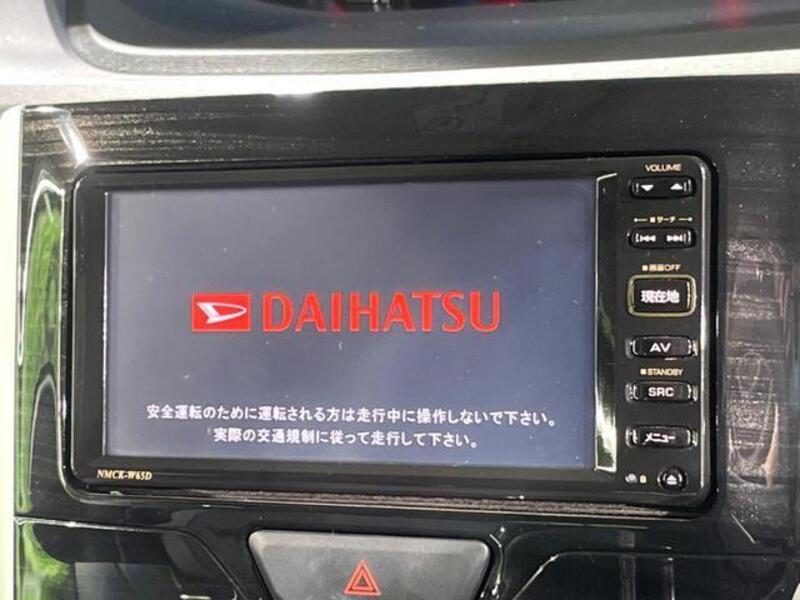 VOLUME
■サーチ
■画面OFF
現在地
AV
■STANDBY
SRC
メニュー
DAIHATSU
安全運転のために運転される方は走行中に操作しないで下さい。
実際の交通規制に従って走行して下さい。
NMCK-W65D